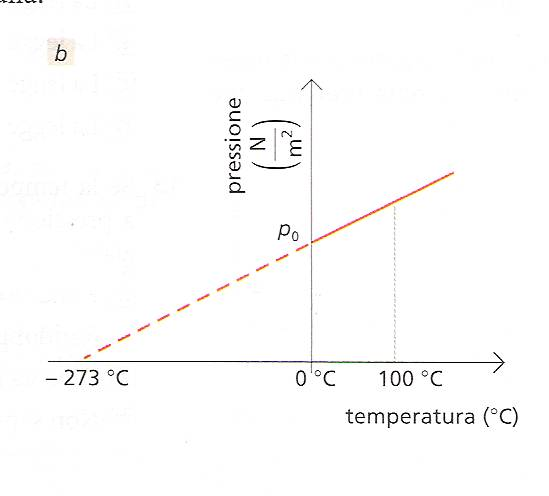 b
pressione
(N/m²)
p₀
– 273 °C
0 °C
100 °C
temperatura (°C)